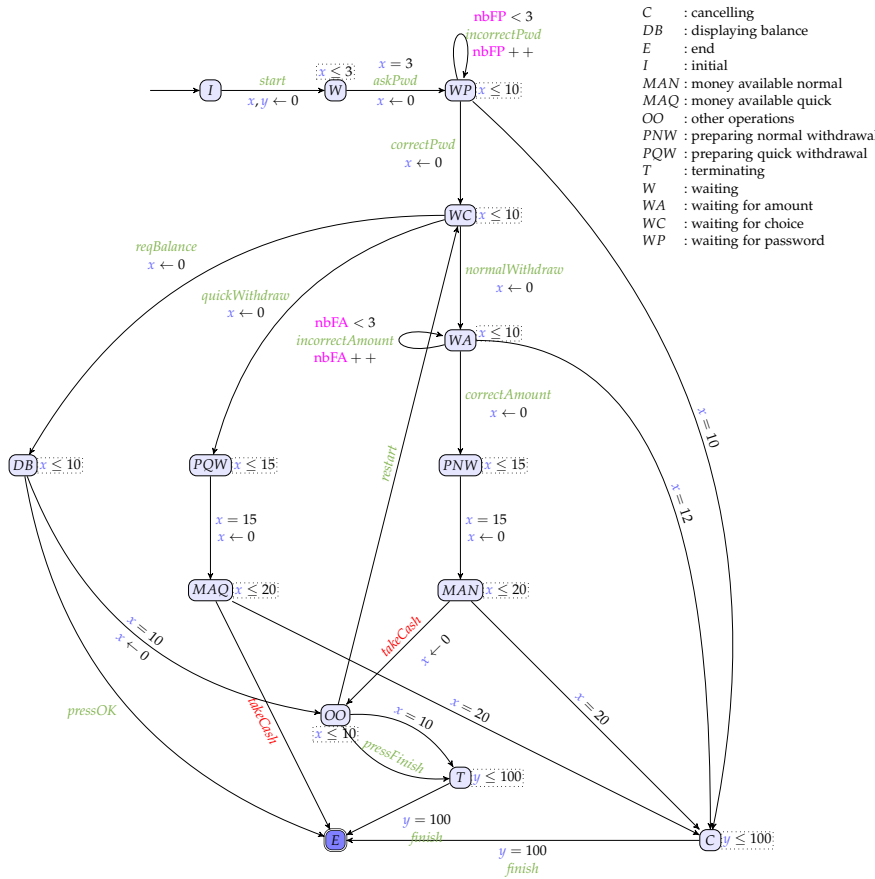 nbFP < 3
incorrectPwd
nbFP + +
C : cancelling
DB : displaying balance
E : end
I : initial
MAN : money available normal
MAQ : money available quick
OO : other operations
PNW : preparing normal withdrawal
PQW : preparing quick withdrawal
T : terminating
W : waiting
WA : waiting for amount
WC : waiting for choice
WP : waiting for password
I
start
x, y ← 0
x ≤ 3
W
x = 3
askPwd
x ← 0
WP
x ≤ 10
correctPwd
x ← 0
WC
x ≤ 10
reqBalance
x ← 0
quickWithdraw
x ← 0
normalWithdraw
x ← 0
nbFA < 3
incorrectAmount
nbFA + +
WA
x ≤ 10
correctAmount
x ← 0
x = 10
x = 12
restart
DB
x ≤ 10
PQW
x ≤ 15
PNW
x ≤ 15
x = 15
x ← 0
x = 15
x ← 0
MAQ
x ≤ 20
MAN
x ≤ 20
x = 10
x ← 0
takeCash
x ← 0
pressOK
takeCash
x = 20
x = 20
OO
x ≤ 10
x = 10
pressFinish
T
y ≤ 100
y = 100
finish
E
y = 100
finish
C
y ≤ 100